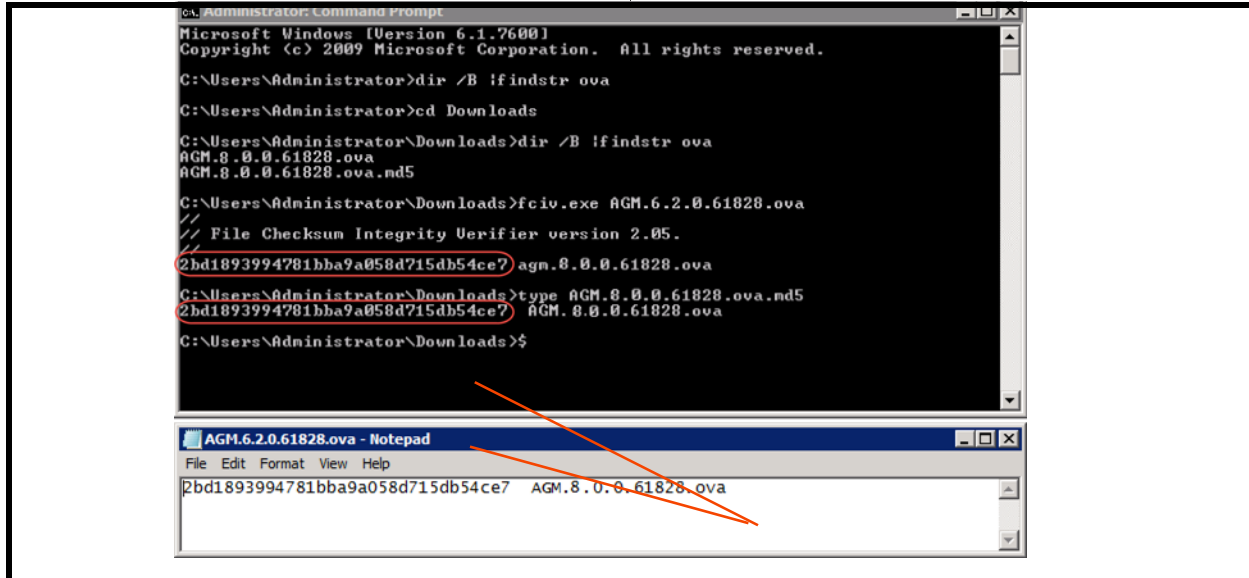 Administrator: Command Prompt
Microsoft Windows [Version 6.1.7600]
Copyright (c) 2009 Microsoft Corporation.  All rights reserved.
C:\Users\Administrator>dir /B |findstr ova
C:\Users\Administrator>cd Downloads
C:\Users\Administrator\Downloads>dir /B |findstr ova
AGM.8.0.0.61828.ova
AGM.8.0.0.61828.ova.md5
C:\Users\Administrator\Downloads>fciv.exe AGM.6.2.0.61828.ova
//
// File Checksum Integrity Verifier version 2.05.
//
2bd1893994781bba9a058d715db54ce7 agm.8.0.0.61828.ova
C:\Users\Administrator\Downloads>type AGM.8.0.0.61828.ova.md5
2bd1893994781bba9a058d715db54ce7  AGM. 8.0.0.61828.ova
C:\Users\Administrator\Downloads>$
AGM.6.2.0.61828.ova - Notepad
File Edit Format View Help
2bd1893994781bba9a058d715db54ce7  AGM.8.0.0.61828.ova